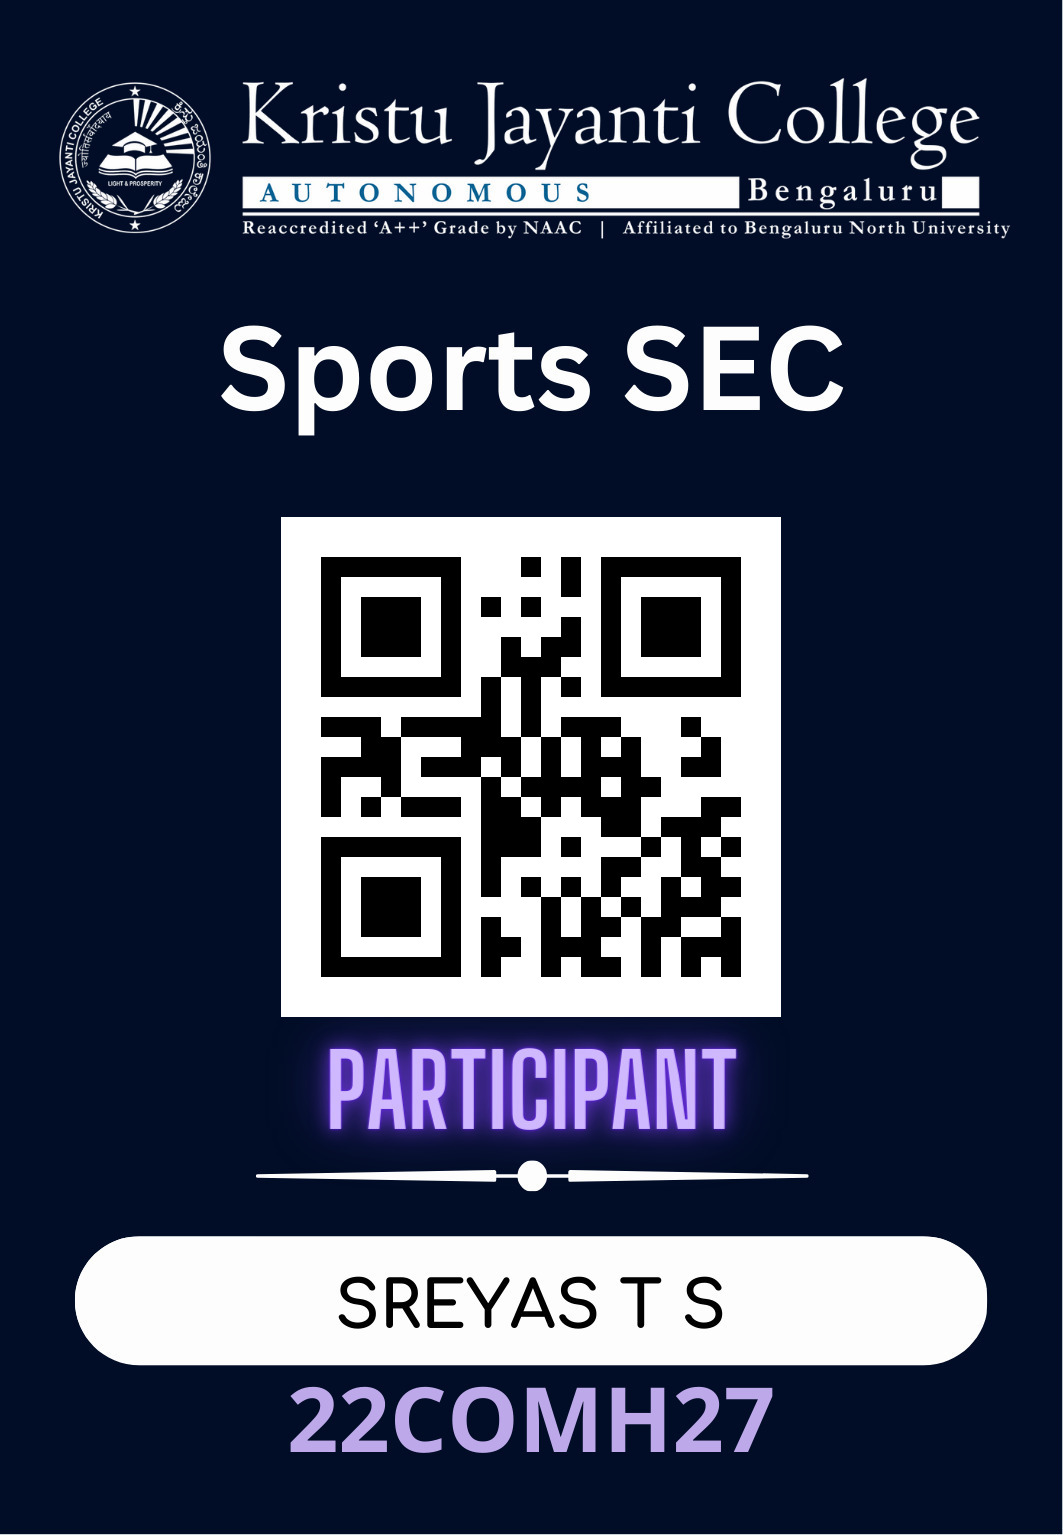 Kristu Jayanti College
AUTONOMOUS Bengaluru
Reaccredited ‘A++’ Grade by NAAC | Affiliated to Bengaluru North University
KRISTU JAYANTI COLLEGE
ಕ್ರಿಸ್ತು ಜಯಂತಿ ಕಾಲೇಜು
LIGHT & PROSPERITY
Sports SEC
PARTICIPANT
SREYAS T S
22COMH27